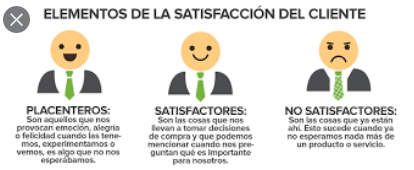 ELEMENTOS DE LA SATISFACCIÓN DEL CLIENTE
PLACENTEROS:
Son aquellos que nos
provocan emoción, alegría
o felicidad cuando las tene-
mos, experimentamos o
vemos, es algo que no nos
esperábamos.
SATISFACTORES:
Son las cosas que nos
llevan a tomar decisiones
de compra y que podemos
mencionar cuando nos pre-
guntan qué es importante
para nosotros.
NO SATISFACTORES:
Son las cosas que ya están
ahí. Esto sucede cuando ya
no esperamos nada más de
un producto o servicio.